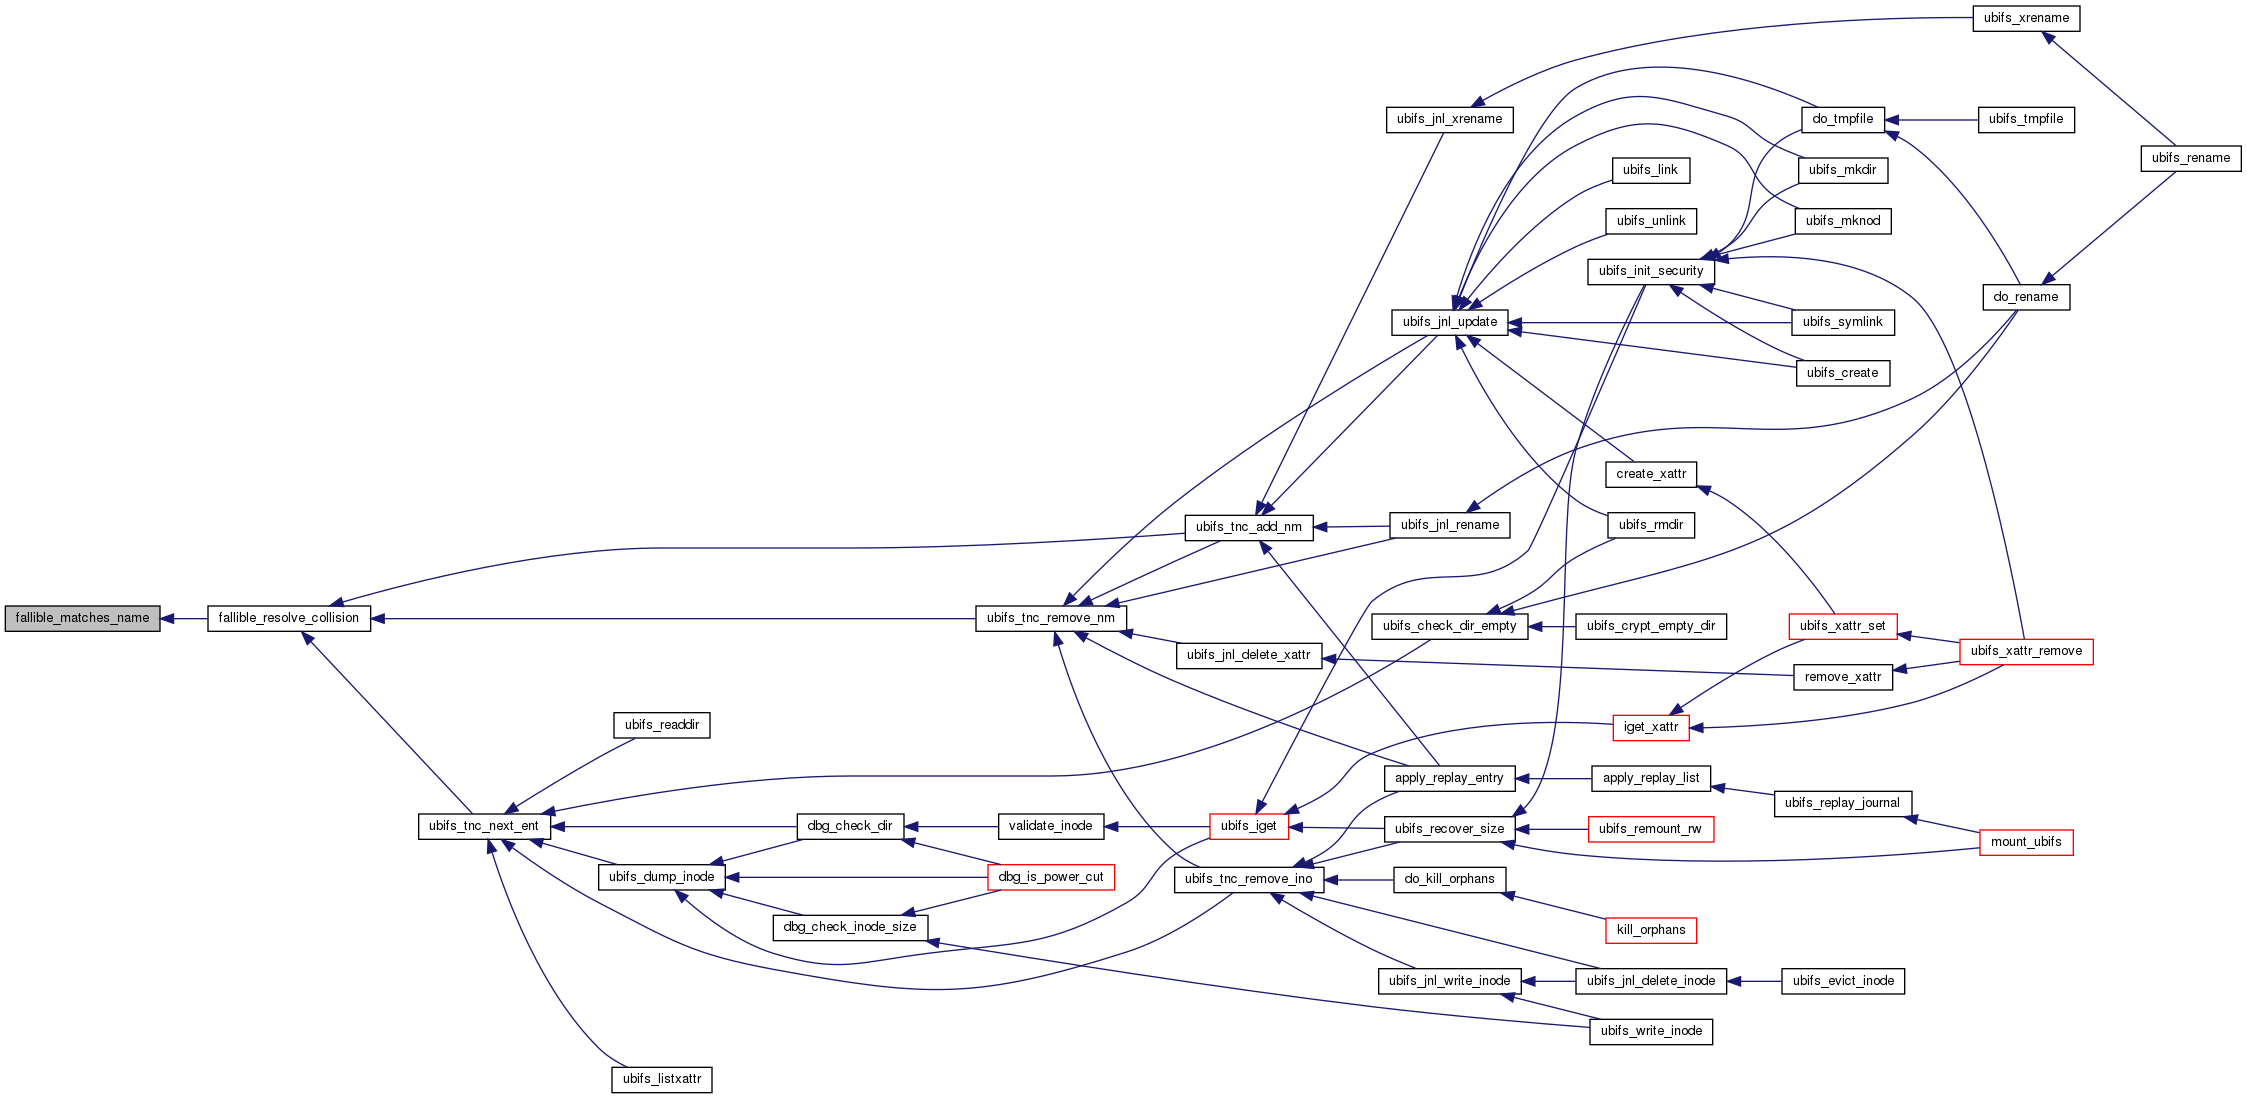 ubifs_xrename
ubifs_jnl_xrename
do_tmpfile
ubifs_tmpfile
ubifs_rename
ubifs_link
ubifs_mkdir
ubifs_unlink
ubifs_mknod
ubifs_init_security
do_rename
ubifs_jnl_update
ubifs_symlink
ubifs_create
create_xattr
ubifs_tnc_add_nm
ubifs_jnl_rename
ubifs_rmdir
fallible_matches_name
fallible_resolve_collision
ubifs_tnc_remove_nm
ubifs_check_dir_empty
ubifs_crypt_empty_dir
ubifs_xattr_set
ubifs_xattr_remove
ubifs_jnl_delete_xattr
remove_xattr
ubifs_readdir
iget_xattr
apply_replay_entry
apply_replay_list
ubifs_replay_journal
ubifs_tnc_next_ent
dbg_check_dir
validate_inode
ubifs_iget
ubifs_recover_size
ubifs_remount_rw
mount_ubifs
ubifs_dump_inode
dbg_is_power_cut
ubifs_tnc_remove_ino
do_kill_orphans
dbg_check_inode_size
kill_orphans
ubifs_jnl_write_inode
ubifs_jnl_delete_inode
ubifs_evict_inode
ubifs_write_inode
ubifs_listxattr